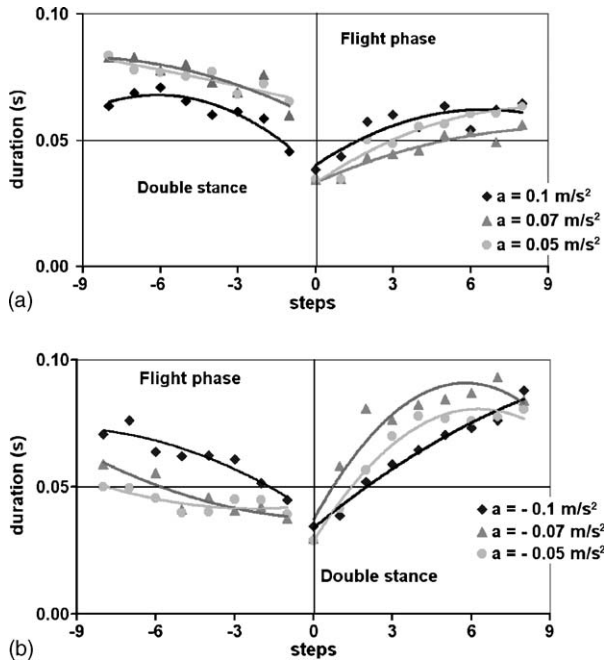 0.10
Flight phase
duration (s)
0.05
Double stance
a = 0.1 m/s²
a = 0.07 m/s²
a = 0.05 m/s²
0.00
-9 -6 -3 0 3 6 9
steps
(a)
0.10
Flight phase
duration (s)
0.05
a = - 0.1 m/s²
a = - 0.07 m/s²
a = - 0.05 m/s²
Double stance
0.00
-9 -6 -3 0 3 6 9
steps
(b)